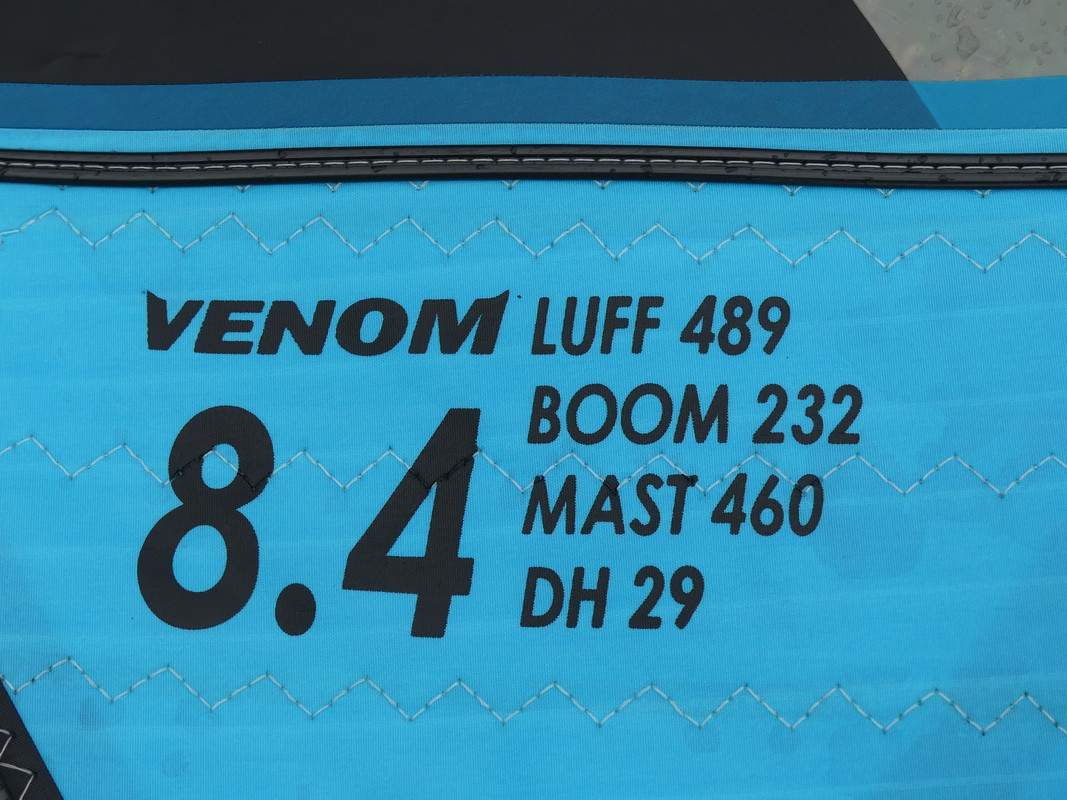 VENOM LUFF 489
BOOM 232
8.4 MAST 460
DH 29